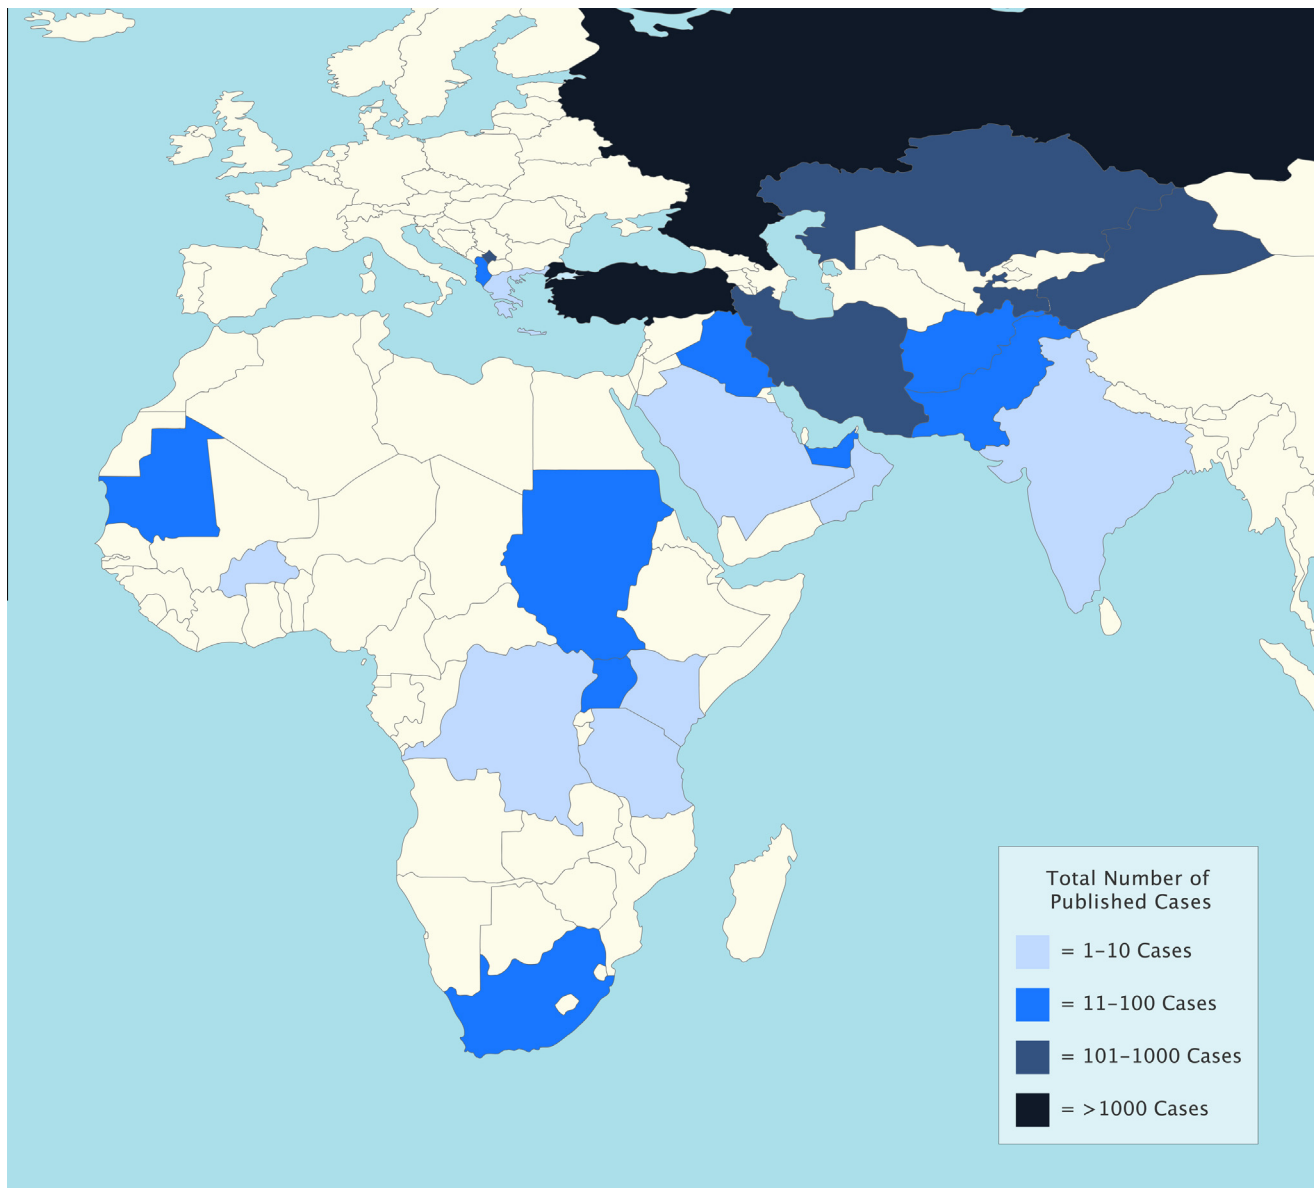 Total Number of
Published Cases
= 1–10 Cases
= 11–100 Cases
= 101–1000 Cases
= >1000 Cases